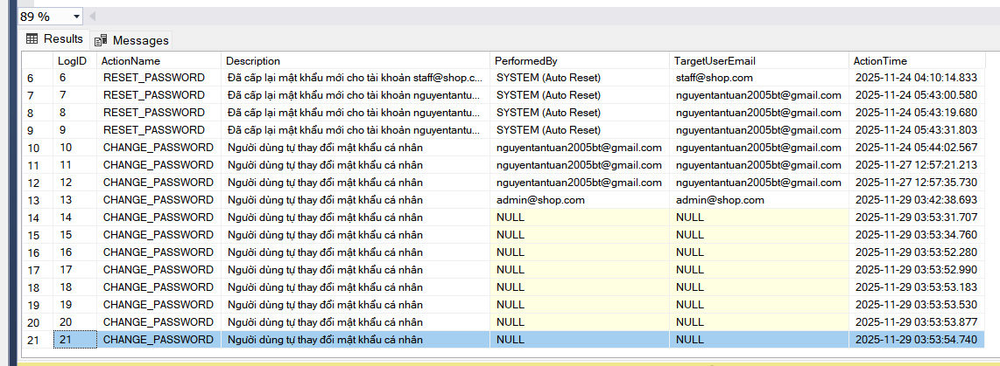 89 %
Results Messages
LogID ActionName Description PerformedBy TargetUserEmail ActionTime
6 6 RESET_PASSWORD Đã cấp lại mật khẩu mới cho tài khoản staff@shop.c... SYSTEM (Auto Reset) staff@shop.com 2025-11-24 04:10:14.833
7 7 RESET_PASSWORD Đã cấp lại mật khẩu mới cho tài khoản nguyentantu... SYSTEM (Auto Reset) nguyentantuan2005bt@gmail.com 2025-11-24 05:43:00.580
8 8 RESET_PASSWORD Đã cấp lại mật khẩu mới cho tài khoản nguyentantu... SYSTEM (Auto Reset) nguyentantuan2005bt@gmail.com 2025-11-24 05:43:19.680
9 9 RESET_PASSWORD Đã cấp lại mật khẩu mới cho tài khoản nguyentantu... SYSTEM (Auto Reset) nguyentantuan2005bt@gmail.com 2025-11-24 05:43:31.803
10 10 CHANGE_PASSWORD Người dùng tự thay đổi mật khẩu cá nhân nguyentantuan2005bt@gmail.com nguyentantuan2005bt@gmail.com 2025-11-24 05:44:02.567
11 11 CHANGE_PASSWORD Người dùng tự thay đổi mật khẩu cá nhân nguyentantuan2005bt@gmail.com nguyentantuan2005bt@gmail.com 2025-11-27 12:57:21.213
12 12 CHANGE_PASSWORD Người dùng tự thay đổi mật khẩu cá nhân nguyentantuan2005bt@gmail.com nguyentantuan2005bt@gmail.com 2025-11-27 12:57:35.730
13 13 CHANGE_PASSWORD Người dùng tự thay đổi mật khẩu cá nhân admin@shop.com admin@shop.com 2025-11-29 03:42:38.693
14 14 CHANGE_PASSWORD Người dùng tự thay đổi mật khẩu cá nhân NULL NULL 2025-11-29 03:53:31.707
15 15 CHANGE_PASSWORD Người dùng tự thay đổi mật khẩu cá nhân NULL NULL 2025-11-29 03:53:34.760
16 16 CHANGE_PASSWORD Người dùng tự thay đổi mật khẩu cá nhân NULL NULL 2025-11-29 03:53:52.280
17 17 CHANGE_PASSWORD Người dùng tự thay đổi mật khẩu cá nhân NULL NULL 2025-11-29 03:53:52.990
18 18 CHANGE_PASSWORD Người dùng tự thay đổi mật khẩu cá nhân NULL NULL 2025-11-29 03:53:53.183
19 19 CHANGE_PASSWORD Người dùng tự thay đổi mật khẩu cá nhân NULL NULL 2025-11-29 03:53:53.530
20 20 CHANGE_PASSWORD Người dùng tự thay đổi mật khẩu cá nhân NULL NULL 2025-11-29 03:53:53.877
21 21 CHANGE_PASSWORD Người dùng tự thay đổi mật khẩu cá nhân NULL NULL 2025-11-29 03:53:54.740